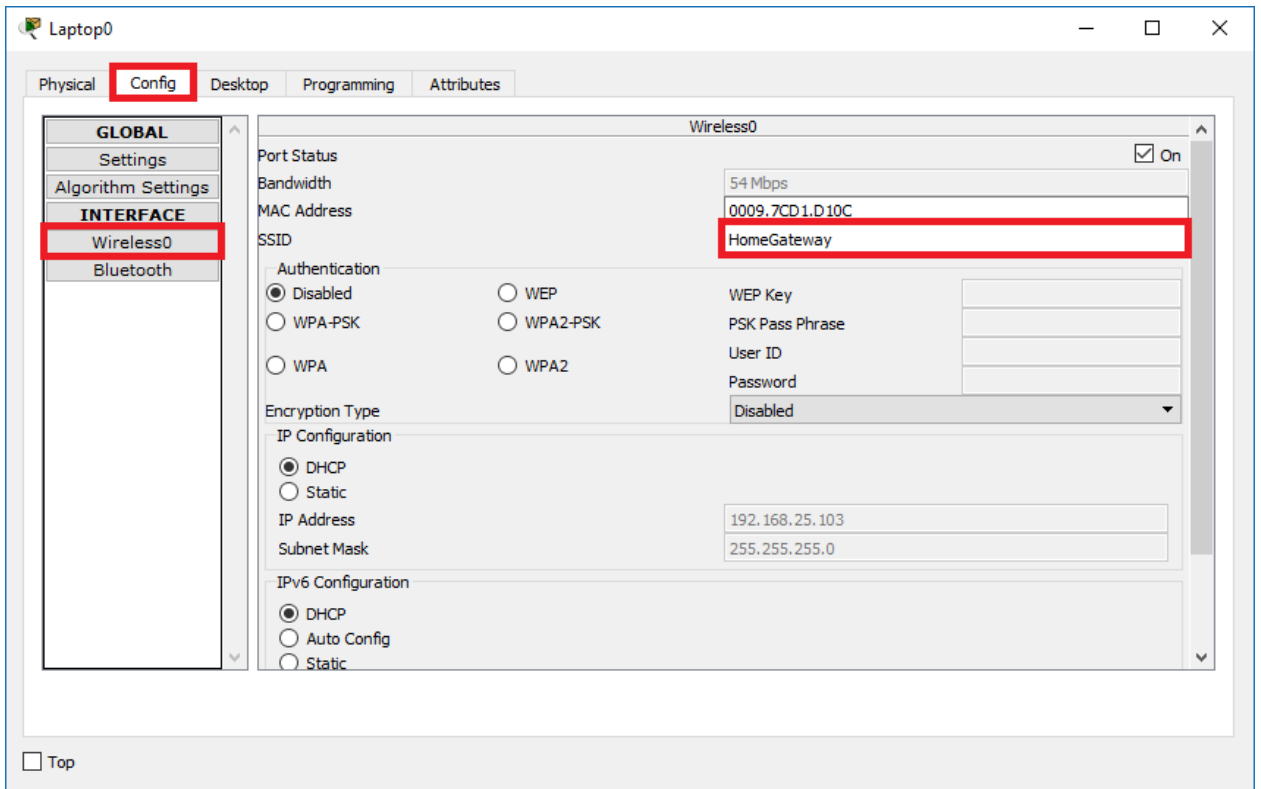 Laptop0
Physical Config Desktop Programming Attributes
GLOBAL
Settings
Algorithm Settings
INTERFACE
Wireless0
Bluetooth
Wireless0
Port Status On
Bandwidth 54 Mbps
MAC Address 0009.7CD1.D10C
SSID HomeGateway
Authentication
Disabled WEP WEP Key
WPA-PSK WPA2-PSK PSK Pass Phrase
User ID
WPA WPA2
Password
Encryption Type Disabled
IP Configuration
DHCP
Static
IP Address 192.168.25.103
Subnet Mask 255.255.255.0
IPv6 Configuration
DHCP
Auto Config
Static
Top